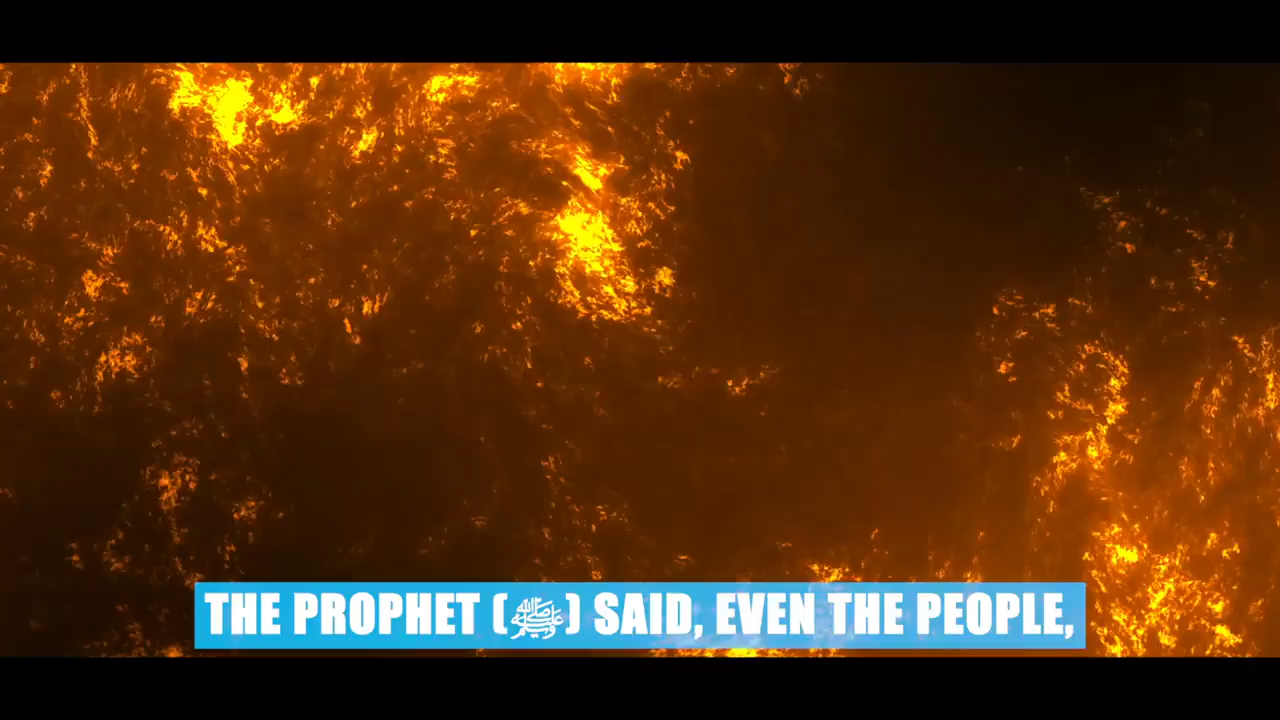 THE PROPHET (ﷺ) SAID, EVEN THE PEOPLE,